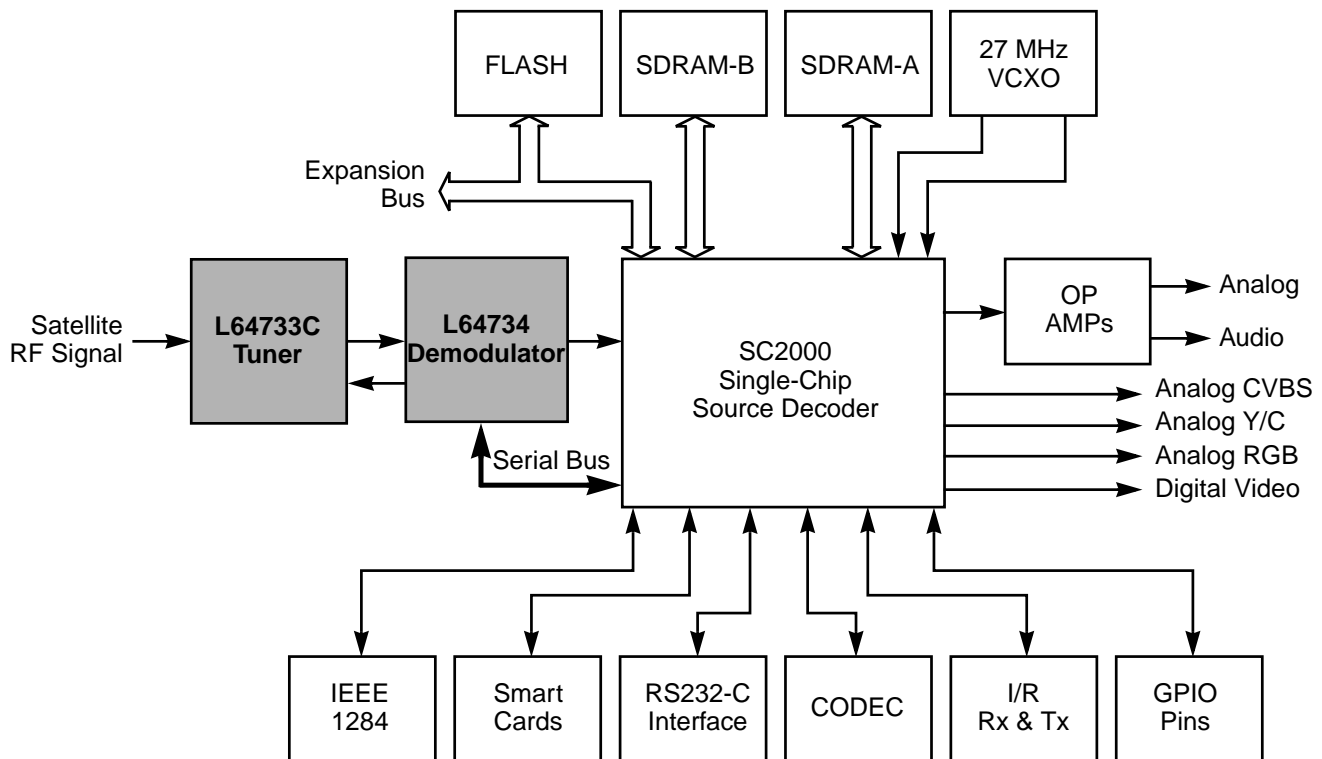 FLASH
SDRAM-B
SDRAM-A
27 MHz
VCXO
Expansion
Bus
Satellite
RF Signal
L64733C
Tuner
L64734
Demodulator
Serial Bus
SC2000
Single-Chip
Source Decoder
OP
AMPs
Analog
Audio
Analog CVBS
Analog Y/C
Analog RGB
Digital Video
IEEE
1284
Smart
Cards
RS232-C
Interface
CODEC
I/R
Rx & Tx
GPIO
Pins